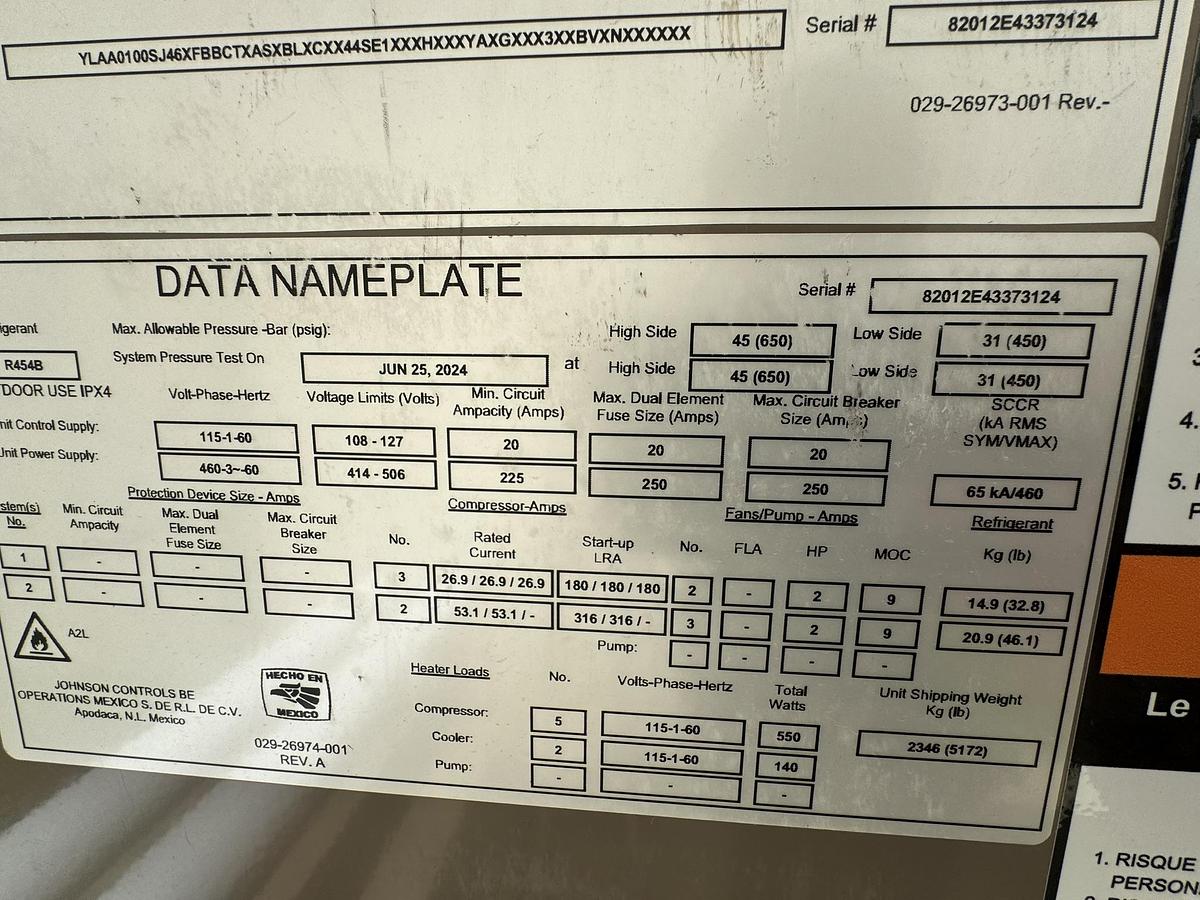 YLAA0100SJ46XFBBCTXASXBLXCXX44SE1XXXHXXXYAXGXXX3XXBVXNXXXXXX Serial # 82012E43373124
029-26973-001 Rev.-
DATA NAMEPLATE Serial # 82012E43373124
igerant Max. Allowable Pressure -Bar (psig): High Side 45 (650) Low Side 31 (450)
R454B System Pressure Test On JUN 25, 2024 at High Side 45 (650) Low Side 31 (450)
TDOOR USE IPX4 Volt-Phase-Hertz Voltage Limits (Volts) Min. Circuit Ampacity (Amps) Max. Dual Element Fuse Size (Amps) Max. Circuit Breaker Size (Amps) SCCR (kA RMS SYM/VMAX)
nit Control Supply: 115-1-60 108 - 127 20 20 20
Unit Power Supply: 460-3~-60 414 - 506 225 250 250 65 kA/460
Protection Device Size - Amps Compressor-Amps Fans/Pump - Amps Refrigerant
stem(s) No. Min. Circuit Ampacity Max. Dual Element Fuse Size Max. Circuit Breaker Size No. Rated Current Start-up LRA No. FLA HP MOC Kg (lb)
1 - - - 3 26.9 / 26.9 / 26.9 180 / 180 / 180 2 - 2 9 14.9 (32.8)
2 - - - 2 53.1 / 53.1 / - 316 / 316 / - 3 - 2 9 20.9 (46.1)
Pump: - - - -
A2L
JOHNSON CONTROLS BE
OPERATIONS MEXICO S. DE R.L. DE C.V.
Apodaca, N.L. Mexico
HECHO EN
MEXICO
029-26974-001
REV. A
Heater Loads No. Volts-Phase-Hertz Total Watts Unit Shipping Weight Kg (lb)
Compressor: 5 115-1-60 550 2346 (5172)
Cooler: 2 115-1-60 140
Pump: - - -
3
4.
5. F
F
Le
1. RISQUE
PERSON